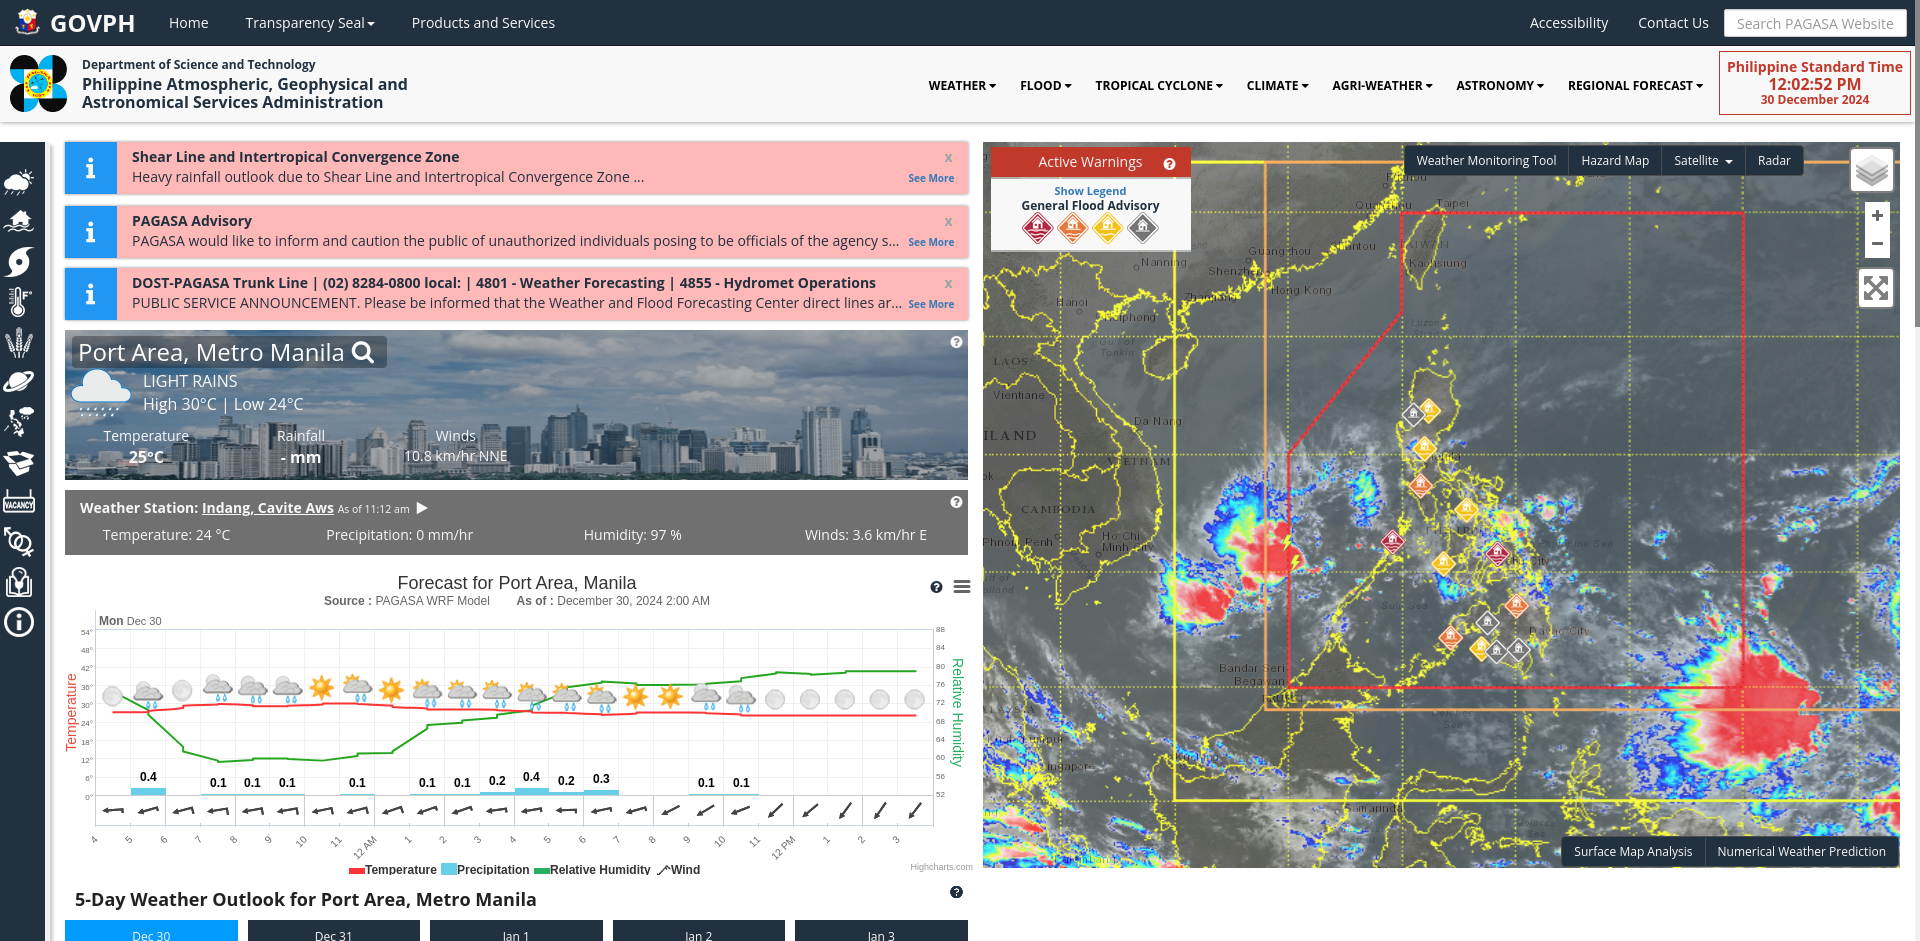 GOVPH
Home
Transparency Seal
Products and Services
Accessibility
Contact Us
Search PAGASA Website
Department of Science and Technology
Philippine Atmospheric, Geophysical and
Astronomical Services Administration
WEATHER
FLOOD
TROPICAL CYCLONE
CLIMATE
AGRI-WEATHER
ASTRONOMY
REGIONAL FORECAST
Philippine Standard Time
12:02:52 PM
30 December 2024
Shear Line and Intertropical Convergence Zone
x
Heavy rainfall outlook due to Shear Line and Intertropical Convergence Zone ...
See More
PAGASA Advisory
x
PAGASA would like to inform and caution the public of unauthorized individuals posing to be officials of the agency s...
See More
DOST-PAGASA Trunk Line | (02) 8284-0800 local: | 4801 - Weather Forecasting | 4855 - Hydromet Operations
x
PUBLIC SERVICE ANNOUNCEMENT. Please be informed that the Weather and Flood Forecasting Center direct lines ar...
See More
Port Area, Metro Manila
LIGHT RAINS
High 30°C | Low 24°C
Temperature Rainfall Winds
25°C - mm 10.8 km/hr NNE
Weather Station: Indang, Cavite Aws As of 11:12 am
Temperature: 24 °C Precipitation: 0 mm/hr Humidity: 97 % Winds: 3.6 km/hr E
VACANCY
Forecast for Port Area, Manila
Source : PAGASA WRF Model As of : December 30, 2024 2:00 AM
Mon Dec 30
Temperature
54°
48°
42°
36°
30°
24°
18°
12°
6°
0°
88
84
80
76
72
68
64
60
56
52
Relative Humidity
0.4 0.1 0.1 0.1 0.1 0.1 0.1 0.2 0.4 0.2 0.3 0.1 0.1
4 5 6 7 8 9 10 11 12 AM 1 2 3 4 5 6 7 8 9 10 11 12 PM 1 2 3
Temperature Precipitation Relative Humidity Wind
Highcharts.com
5-Day Weather Outlook for Port Area, Metro Manila
Dec 30
Dec 31
Jan 1
Jan 2
Jan 3
Active Warnings
Show Legend
General Flood Advisory
Weather Monitoring Tool
Hazard Map
Satellite
Radar
+
−
Taipei
Guangzhou
Shantou
Kaohsiung
Nanning
Shenzhen
Hong Kong
Zhanjiang
Hanoi
Haiphong
Gulf of
Tonkin
Luzon
LAOS
Vientiane
Da Nang
VIETNAM
CAMBODIA
Phnom Penh
Ho Chi
Minh City
Sulu Sea
Davao City
Bandar Seri
Begawan
Kuching
Samarinda
Surface Map Analysis
Numerical Weather Prediction